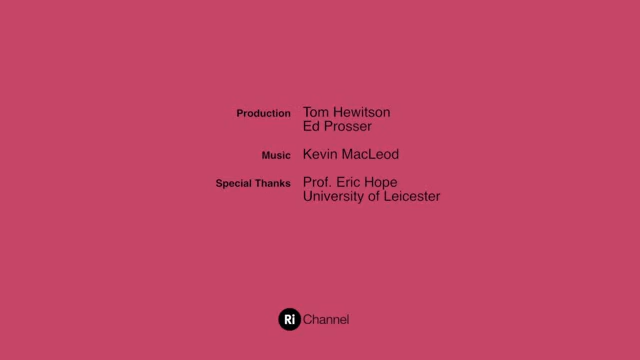 Production Tom Hewitson
Ed Prosser
Music Kevin MacLeod
Special Thanks Prof. Eric Hope
University of Leicester
Ri Channel